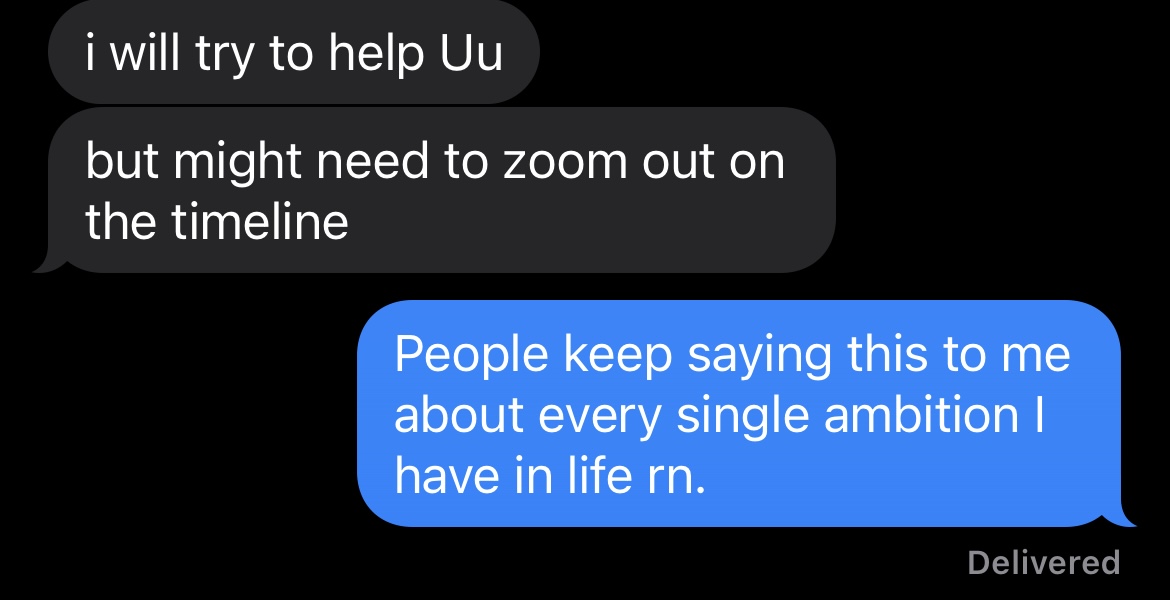 i will try to help Uu
but might need to zoom out on
the timeline
People keep saying this to me
about every single ambition I
have in life rn.
Delivered